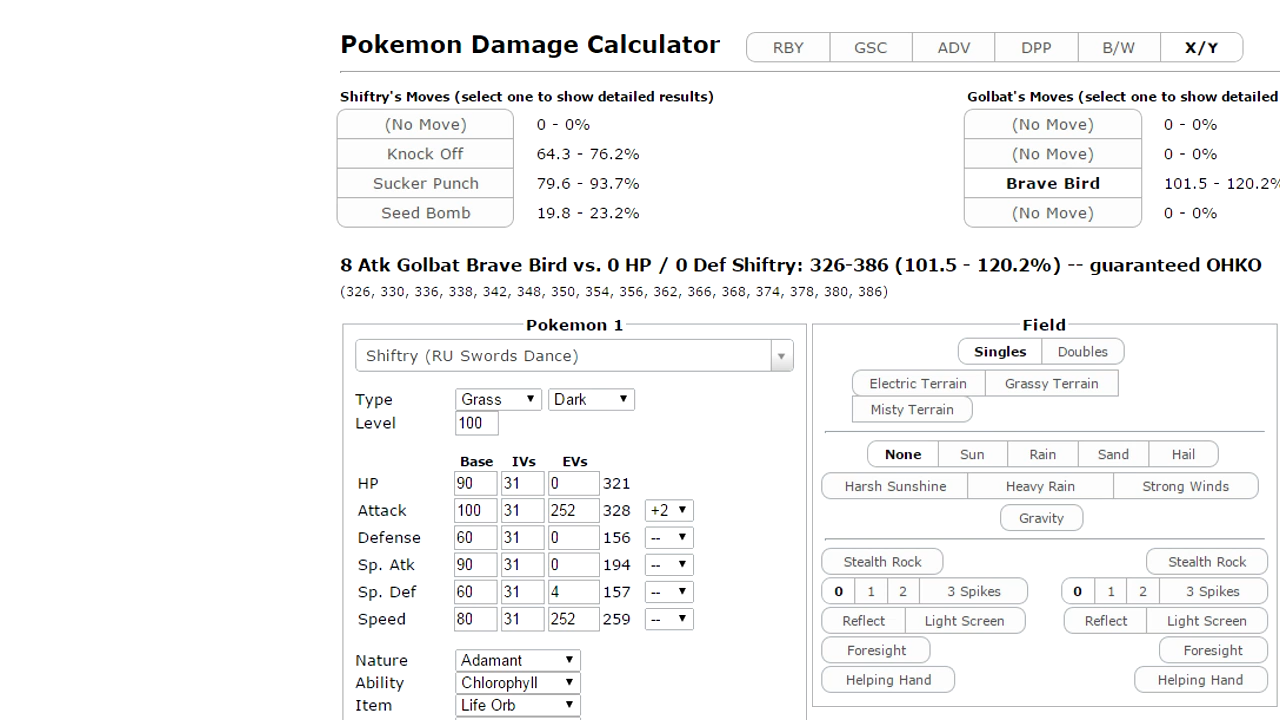 Pokemon Damage Calculator RBY GSC ADV DPP B/W X/Y
Shiftry's Moves (select one to show detailed results)
(No Move) 0 - 0%
Knock Off 64.3 - 76.2%
Sucker Punch 79.6 - 93.7%
Seed Bomb 19.8 - 23.2%
Golbat's Moves (select one to show detailed
(No Move) 0 - 0%
(No Move) 0 - 0%
Brave Bird 101.5 - 120.2%
(No Move) 0 - 0%
8 Atk Golbat Brave Bird vs. 0 HP / 0 Def Shiftry: 326-386 (101.5 - 120.2%) -- guaranteed OHKO
(326, 330, 336, 338, 342, 348, 350, 354, 356, 362, 366, 368, 374, 378, 380, 386)
Pokemon 1
Shiftry (RU Swords Dance)
Type Grass Dark
Level 100
Base IVs EVs
HP 90 31 0 321
Attack 100 31 252 328 +2
Defense 60 31 0 156 --
Sp. Atk 90 31 0 194 --
Sp. Def 60 31 4 157 --
Speed 80 31 252 259 --
Nature Adamant
Ability Chlorophyll
Item Life Orb
Field
Singles Doubles
Electric Terrain Grassy Terrain
Misty Terrain
None Sun Rain Sand Hail
Harsh Sunshine Heavy Rain Strong Winds
Gravity
Stealth Rock Stealth Rock
0 1 2 3 Spikes 0 1 2 3 Spikes
Reflect Light Screen Reflect Light Screen
Foresight Foresight
Helping Hand Helping Hand